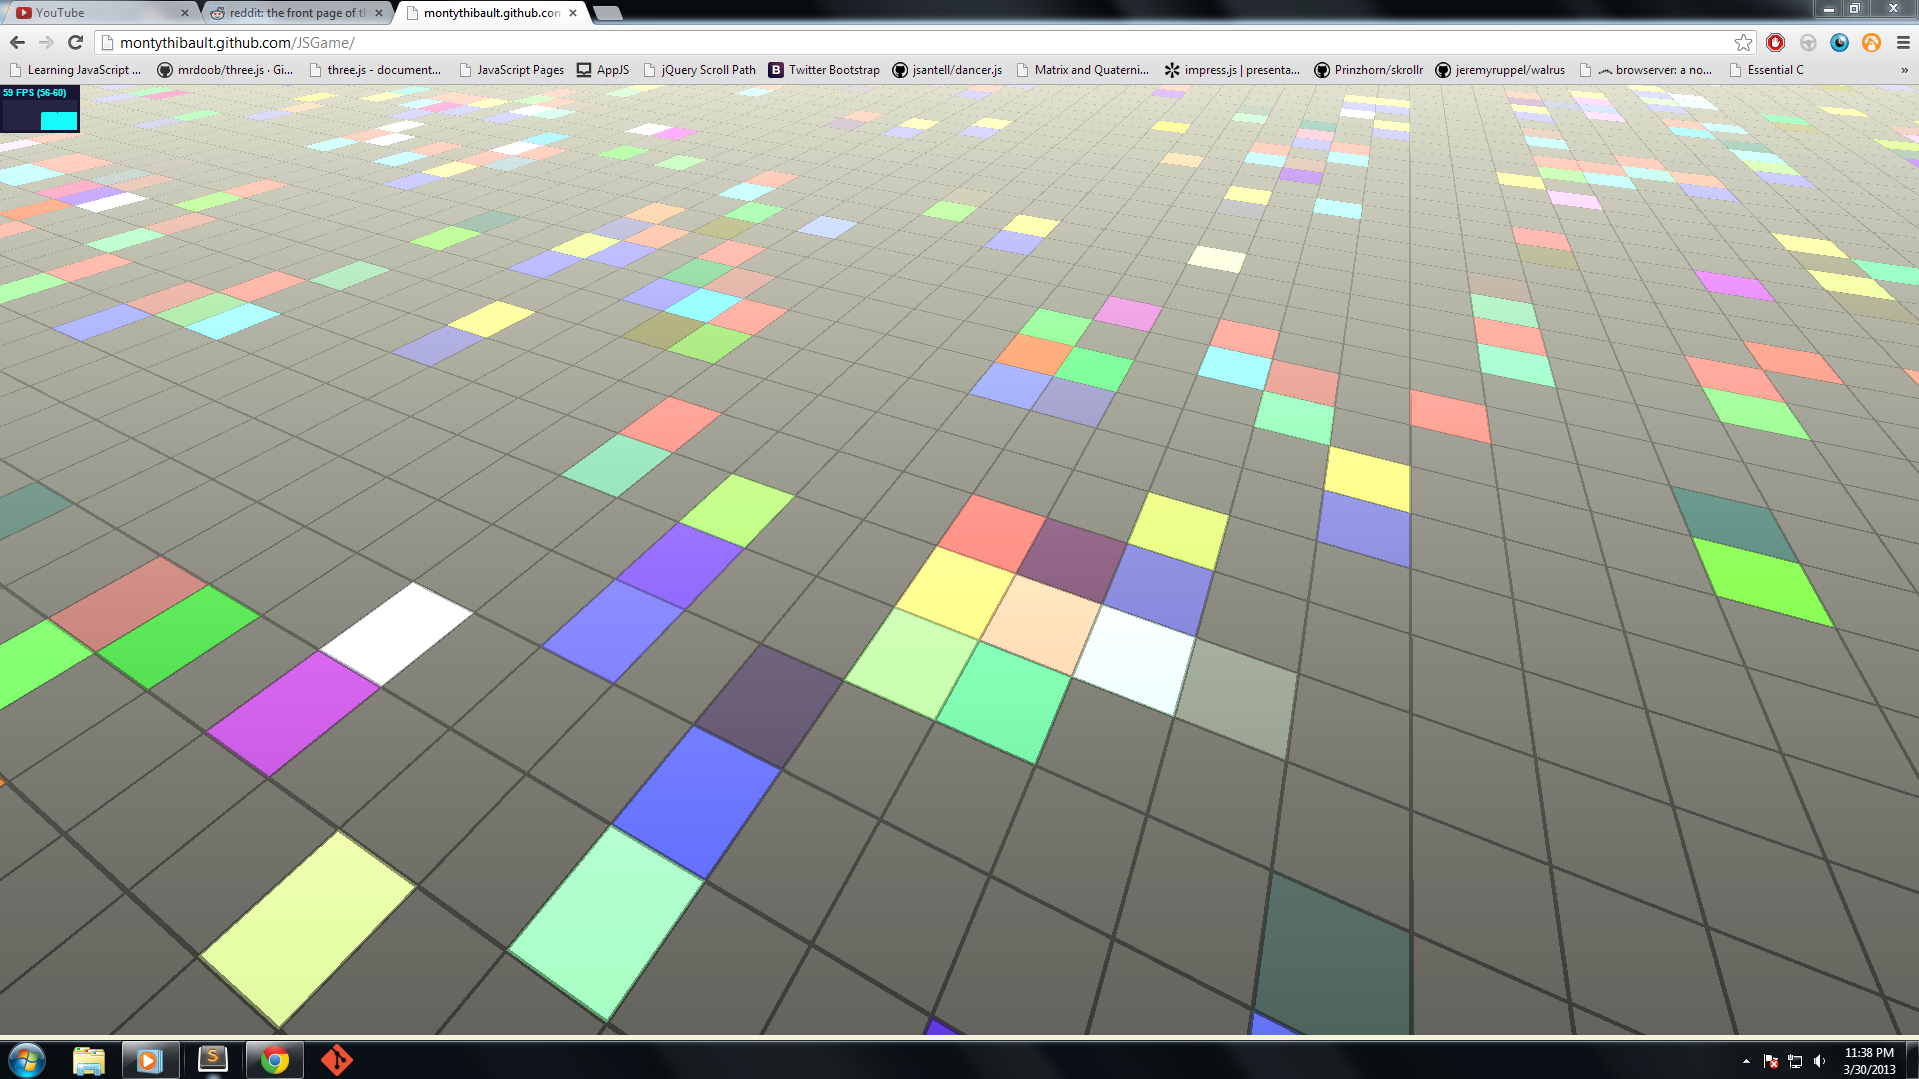 YouTube
reddit: the front page of th
montythibault.github.com
montythibault.github.com/JSGame/
Learning JavaScript ...
mrdoob/three.js · Gi...
three.js - document...
JavaScript Pages
AppJS
jQuery Scroll Path
Twitter Bootstrap
jsantell/dancer.js
Matrix and Quaterni...
impress.js | presenta...
Prinzhorn/skrollr
jeremyruppel/walrus
browserver: a no...
Essential C
»
59 FPS (56-60)
11:38 PM
3/30/2013